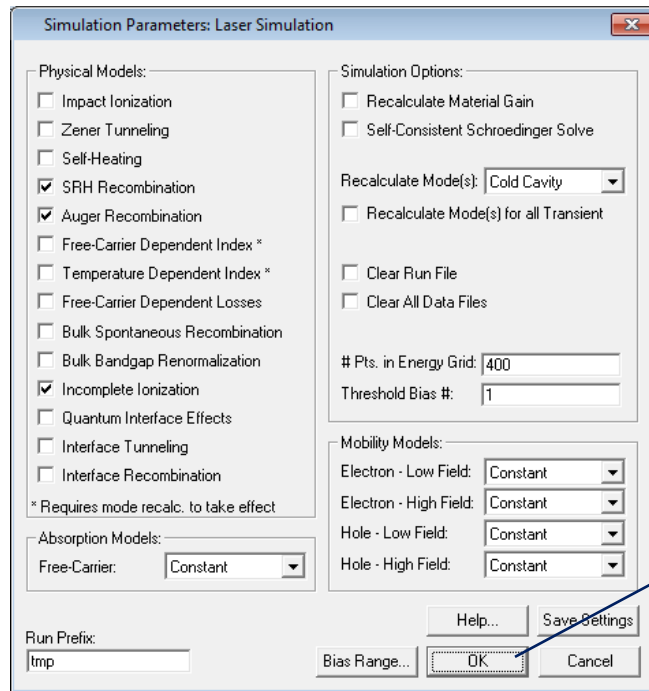 Simulation Parameters: Laser Simulation
Physical Models:
Impact Ionization
Zener Tunneling
Self-Heating
SRH Recombination
Auger Recombination
Free-Carrier Dependent Index *
Temperature Dependent Index *
Free-Carrier Dependent Losses
Bulk Spontaneous Recombination
Bulk Bandgap Renormalization
Incomplete Ionization
Quantum Interface Effects
Interface Tunneling
Interface Recombination
* Requires mode recalc. to take effect
Absorption Models:
Free-Carrier: Constant
Run Prefix:
tmp
Simulation Options:
Recalculate Material Gain
Self-Consistent Schroedinger Solve
Recalculate Mode(s): Cold Cavity
Recalculate Mode(s) for all Transient
Clear Run File
Clear All Data Files
# Pts. in Energy Grid: 400
Threshold Bias #: 1
Mobility Models:
Electron - Low Field: Constant
Electron - High Field: Constant
Hole - Low Field: Constant
Hole - High Field: Constant
Help... Save Settings
Bias Range... OK Cancel